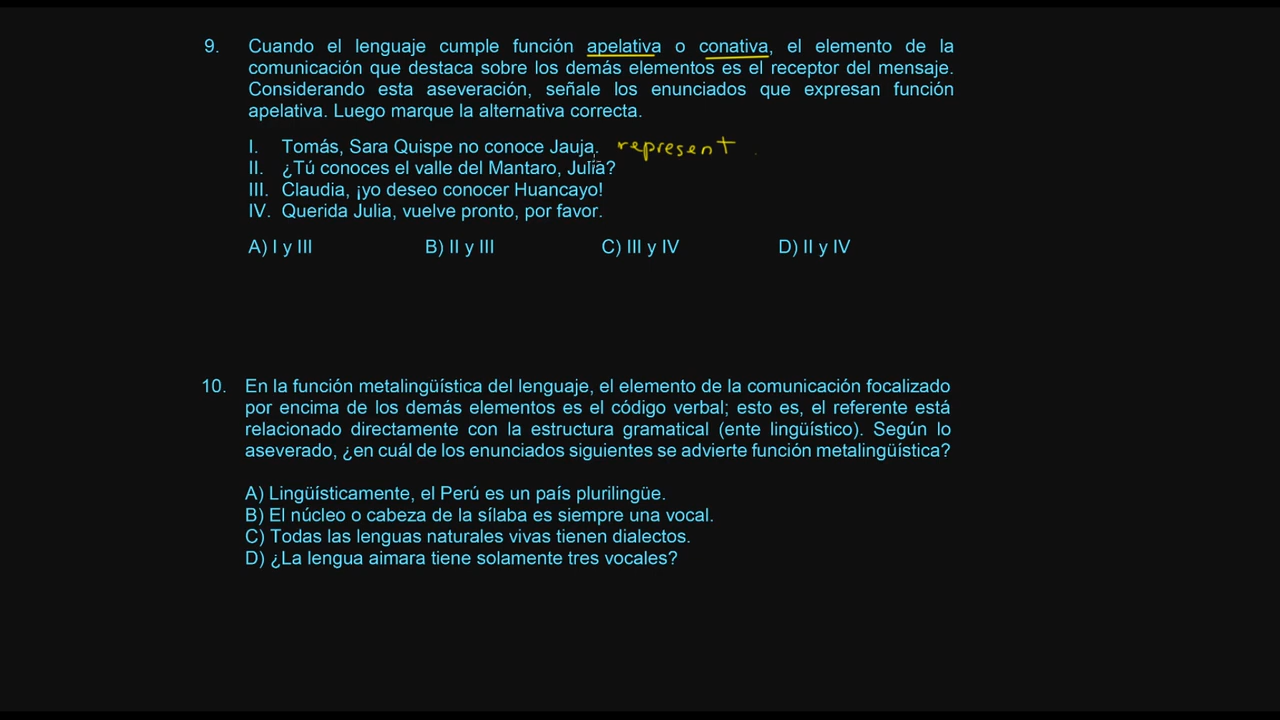 9. Cuando el lenguaje cumple función apelativa o conativa, el elemento de la
comunicación que destaca sobre los demás elementos es el receptor del mensaje.
Considerando esta aseveración, señale los enunciados que expresan función
apelativa. Luego marque la alternativa correcta.
I. Tomás, Sara Quispe no conoce Jauja. represent
II. ¿Tú conoces el valle del Mantaro, Julia?
III. Claudia, ¡yo deseo conocer Huancayo!
IV. Querida Julia, vuelve pronto, por favor.
A) I y III B) II y III C) III y IV D) II y IV
10. En la función metalingüística del lenguaje, el elemento de la comunicación focalizado
por encima de los demás elementos es el código verbal; esto es, el referente está
relacionado directamente con la estructura gramatical (ente lingüístico). Según lo
aseverado, ¿en cuál de los enunciados siguientes se advierte función metalingüística?
A) Lingüísticamente, el Perú es un país plurilingüe.
B) El núcleo o cabeza de la sílaba es siempre una vocal.
C) Todas las lenguas naturales vivas tienen dialectos.
D) ¿La lengua aimara tiene solamente tres vocales?